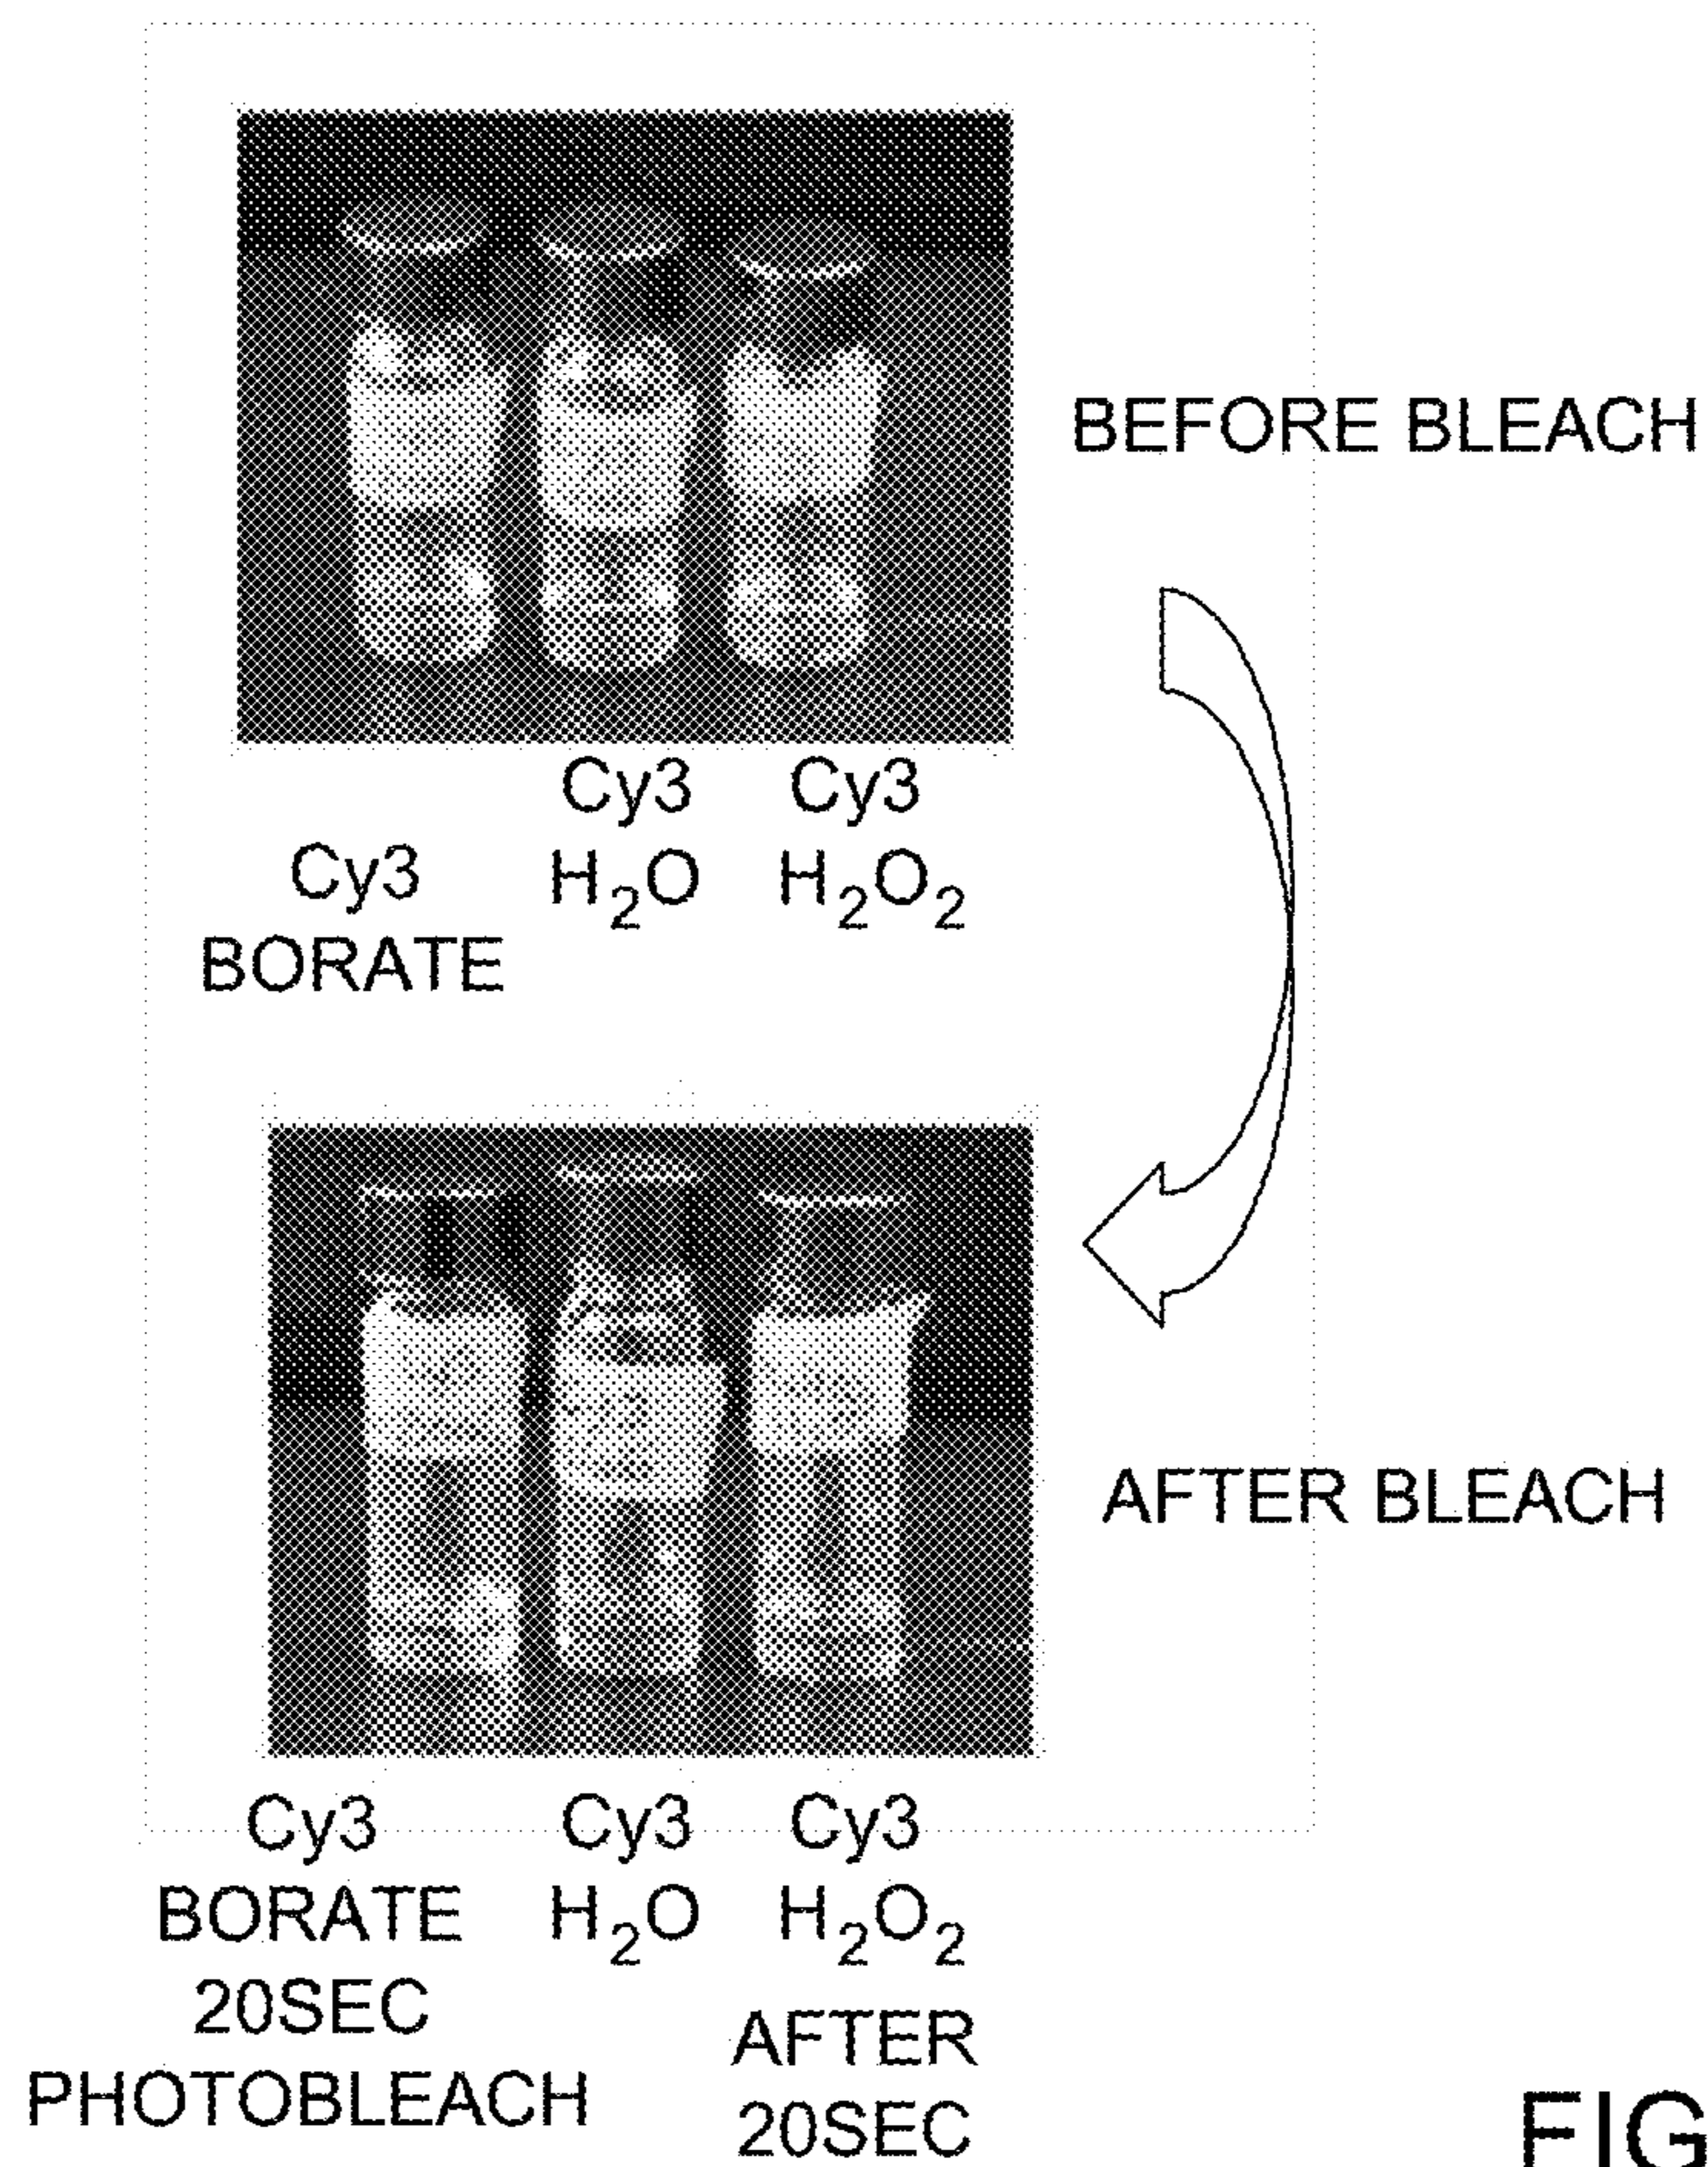 BEFORE BLEACH
Cy3 Cy3
Cy3 H₂O H₂O₂
BORATE
AFTER BLEACH
Cy3 Cy3 Cy3
BORATE H₂O H₂O₂
20SEC AFTER
PHOTOBLEACH 20SEC
FIG